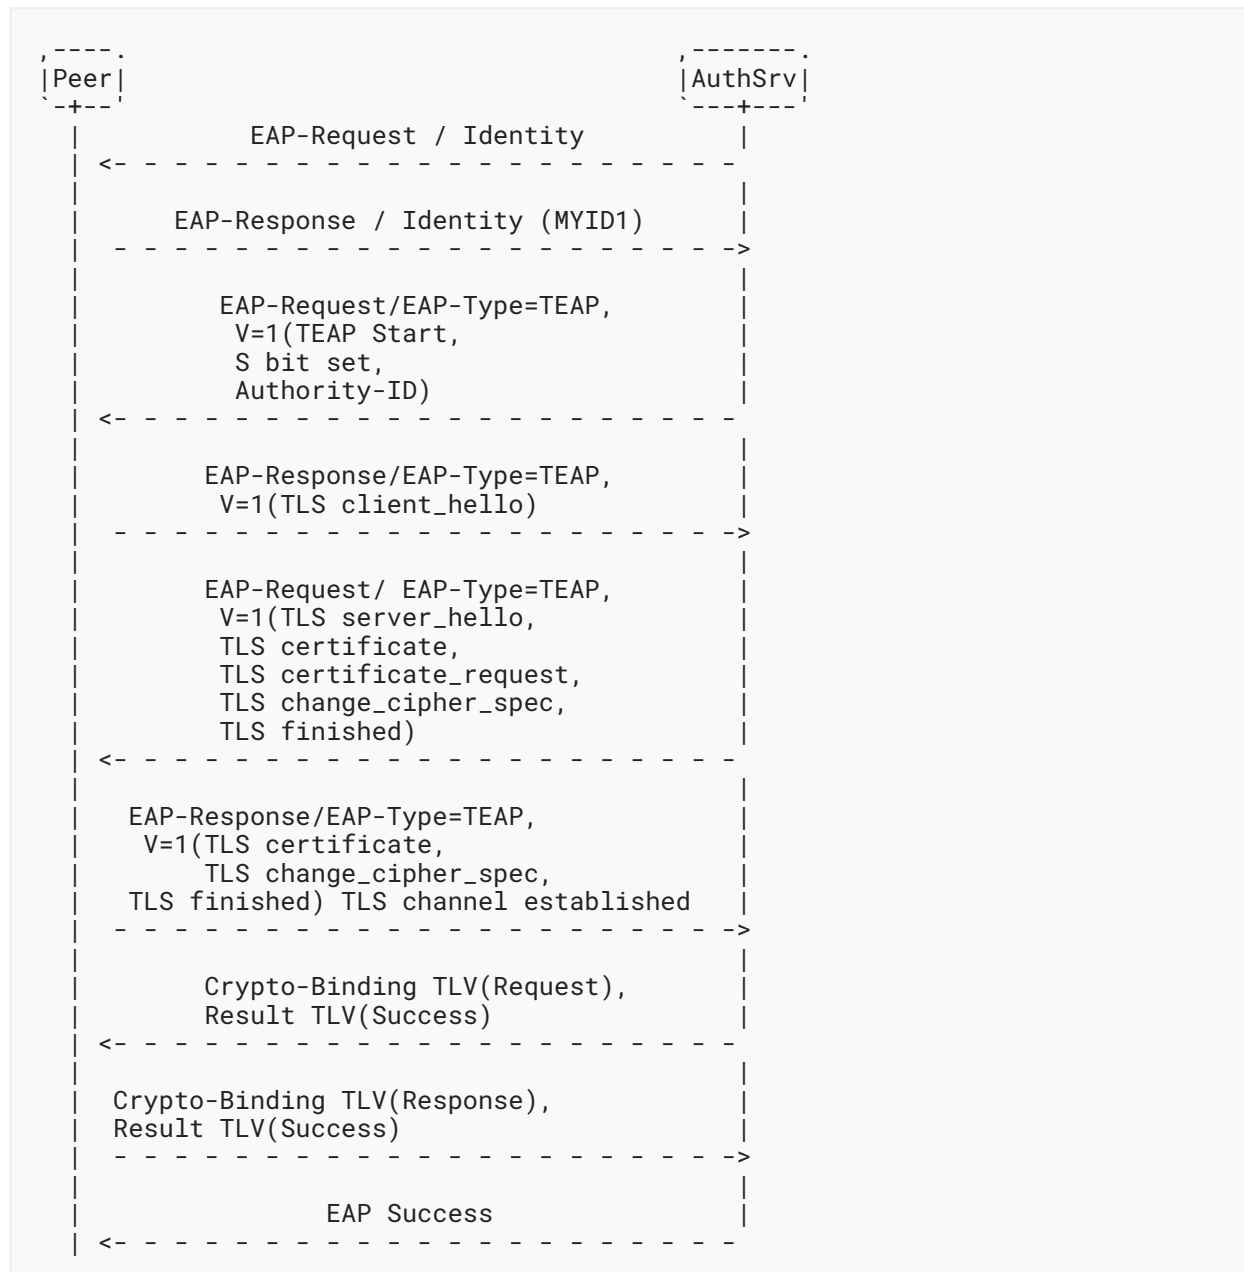 ,----.                                     ,-------.
|Peer|                                     |AuthSrv|
`-+--'                                     `---+---'
  |           EAP-Request / Identity          |
  | <- - - - - - - - - - - - - - - - - - - - -
  |                                           |
  |      EAP-Response / Identity (MYID1)      |
  |  - - - - - - - - - - - - - - - - - - - - ->
  |                                           |
  |         EAP-Request/EAP-Type=TEAP,        |
  |          V=1(TEAP Start,                  |
  |          S bit set,                       |
  |          Authority-ID)                    |
  | <- - - - - - - - - - - - - - - - - - - - -
  |                                           |
  |        EAP-Response/EAP-Type=TEAP,        |
  |         V=1(TLS client_hello)             |
  |  - - - - - - - - - - - - - - - - - - - - ->
  |                                           |
  |        EAP-Request/ EAP-Type=TEAP,        |
  |         V=1(TLS server_hello,             |
  |         TLS certificate,                  |
  |         TLS certificate_request,          |
  |         TLS change_cipher_spec,           |
  |         TLS finished)                     |
  | <- - - - - - - - - - - - - - - - - - - - -
  |                                           |
  |   EAP-Response/EAP-Type=TEAP,             |
  |    V=1(TLS certificate,                   |
  |        TLS change_cipher_spec,            |
  |   TLS finished) TLS channel established   |
  |  - - - - - - - - - - - - - - - - - - - - ->
  |                                           |
  |        Crypto-Binding TLV(Request),       |
  |        Result TLV(Success)                |
  | <- - - - - - - - - - - - - - - - - - - - -
  |                                           |
  |  Crypto-Binding TLV(Response),            |
  |  Result TLV(Success)                      |
  |  - - - - - - - - - - - - - - - - - - - - ->
  |                                           |
  |                EAP Success                |
  | <- - - - - - - - - - - - - - - - - - - - -